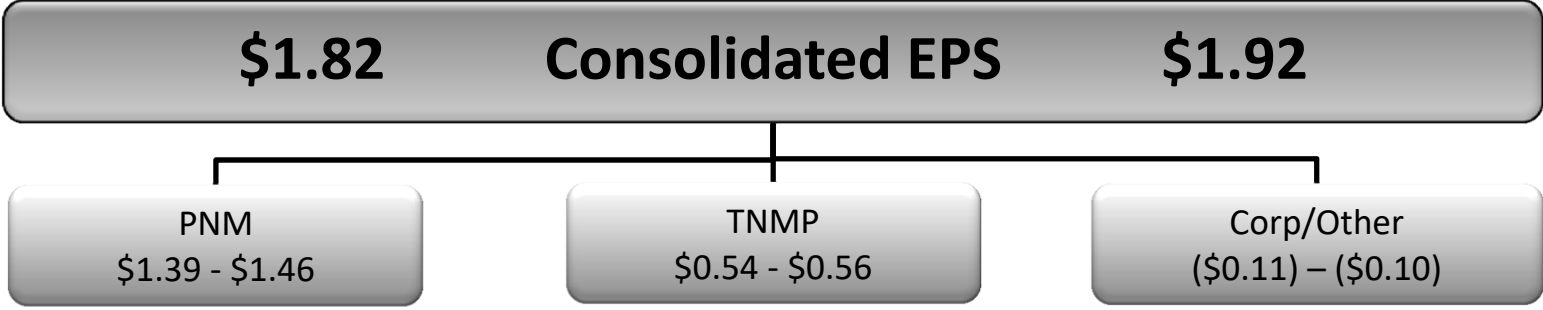 $1.82 Consolidated EPS $1.92
PNM
$1.39 - $1.46
TNMP
$0.54 - $0.56
Corp/Other
($0.11) – ($0.10)